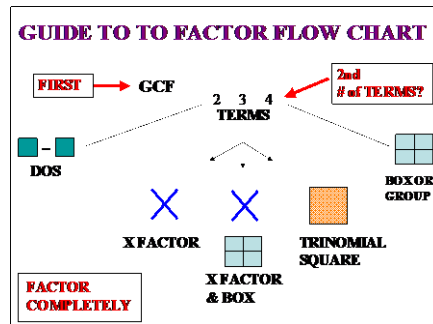 GUIDE TO TO FACTOR FLOW CHART
FIRST
GCF
2nd
# of TERMS?
2 3 4
TERMS
DOS
BOX OR
GROUP
X FACTOR
X FACTOR
& BOX
TRINOMIAL
SQUARE
FACTOR
COMPLETELY